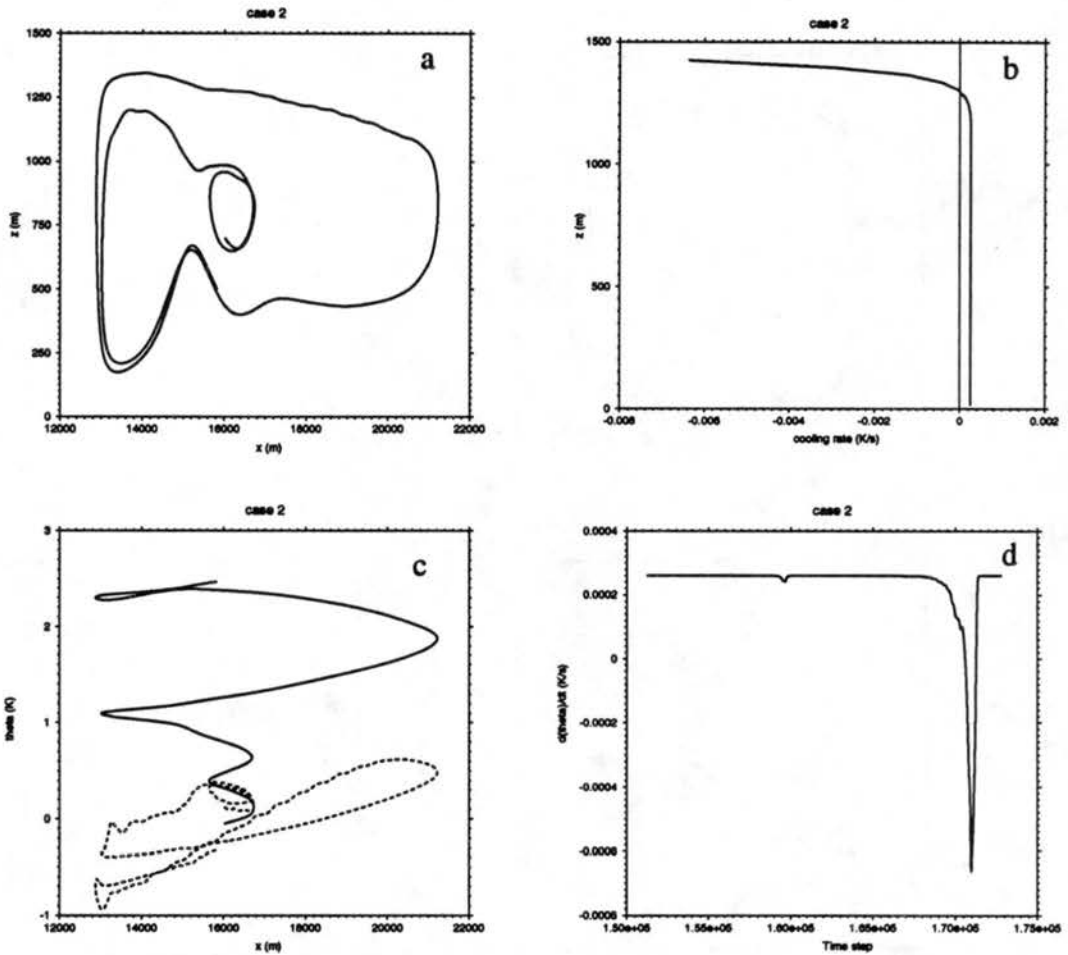 case 2
a
1500
1250
1000
750
500
250
0
z (m)
12000 14000 16000 18000 20000 22000
x (m)
case 2
b
1500
1000
500
0
z (m)
-0.008 -0.006 -0.004 -0.002 0 0.002
cooling rate (K/s)
case 2
c
3
2
1
0
-1
theta (K)
12000 14000 16000 18000 20000 22000
x (m)
case 2
d
0.0004
0.0002
0
-0.0002
-0.0004
-0.0006
-0.0008
d(theta)/dt (K/s)
1.50e+05 1.55e+05 1.60e+05 1.65e+05 1.70e+05 1.75e+05
Time step